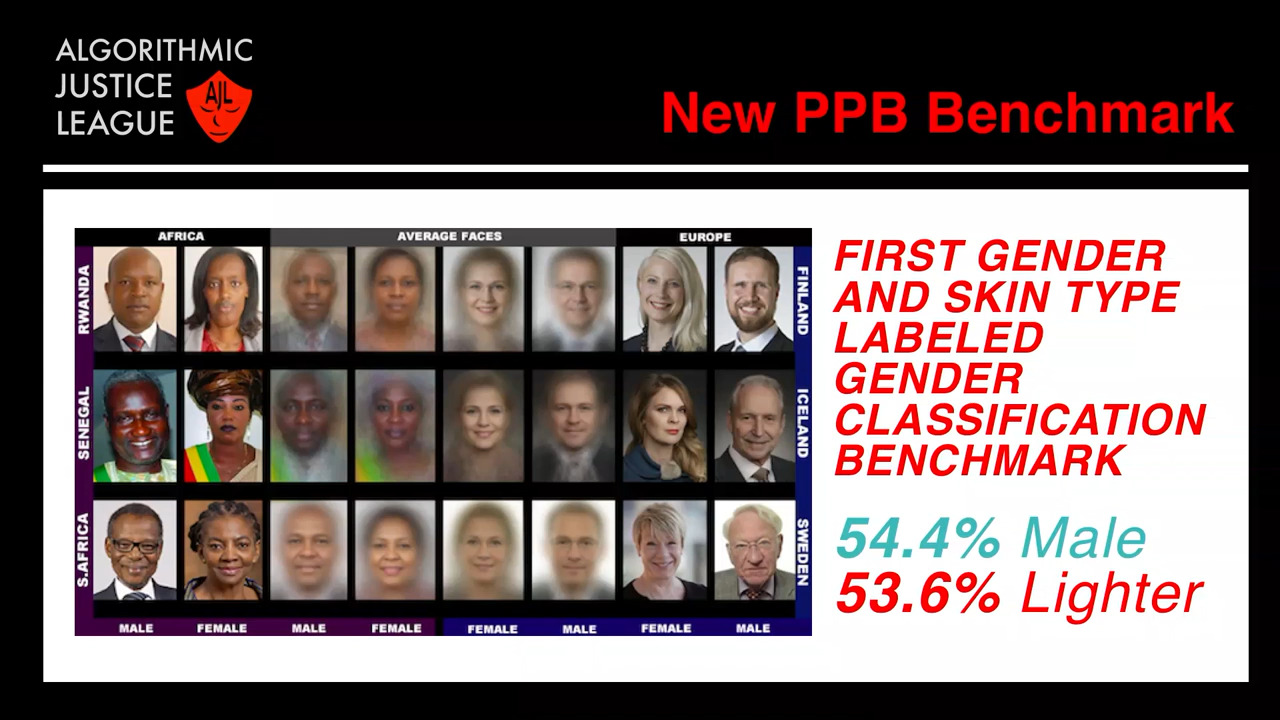 ALGORITHMIC
JUSTICE
LEAGUE
AJL
New PPB Benchmark
AFRICA
AVERAGE FACES
EUROPE
RWANDA
FINLAND
SENEGAL
ICELAND
S.AFRICA
SWEDEN
MALE FEMALE MALE FEMALE FEMALE MALE FEMALE MALE
FIRST GENDER
AND SKIN TYPE
LABELED
GENDER
CLASSIFICATION
BENCHMARK
54.4% Male
53.6% Lighter